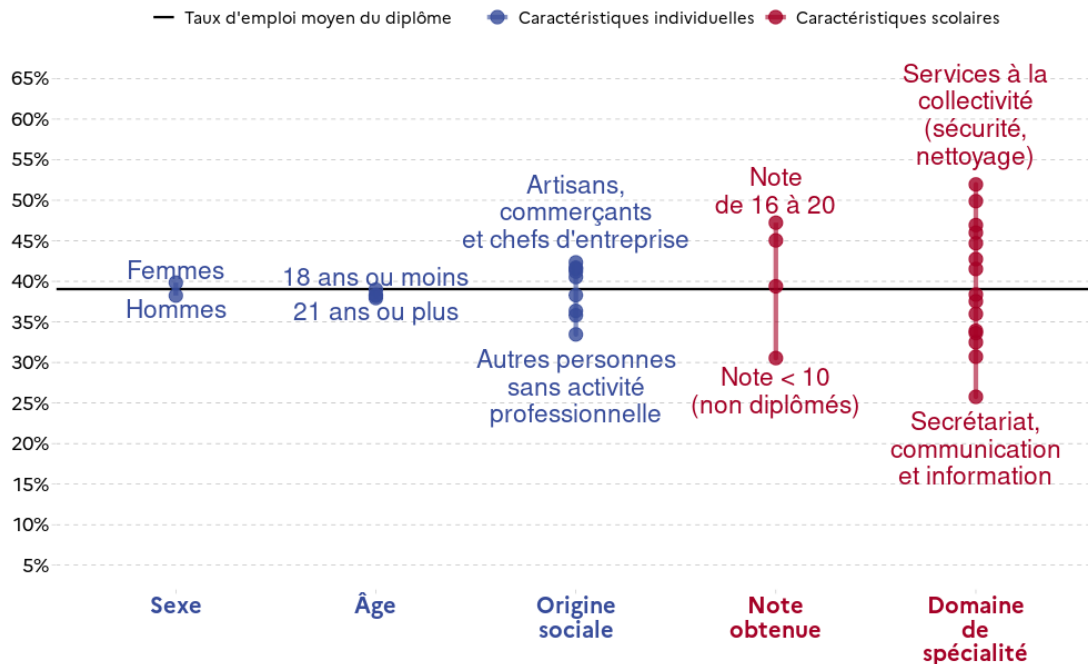 Taux d'emploi moyen du diplôme Caractéristiques individuelles Caractéristiques scolaires
65%
60%
55%
50%
45%
40%
35%
30%
25%
20%
15%
10%
5%
Femmes
Hommes
18 ans ou moins
21 ans ou plus
Artisans,
commerçants
et chefs d'entreprise
Autres personnes
sans activité
professionnelle
Note
de 16 à 20
Note < 10
(non diplômés)
Services à la
collectivité
(sécurité,
nettoyage)
Secrétariat,
communication
et information
Sexe
Âge
Origine
sociale
Note
obtenue
Domaine
de
spécialité